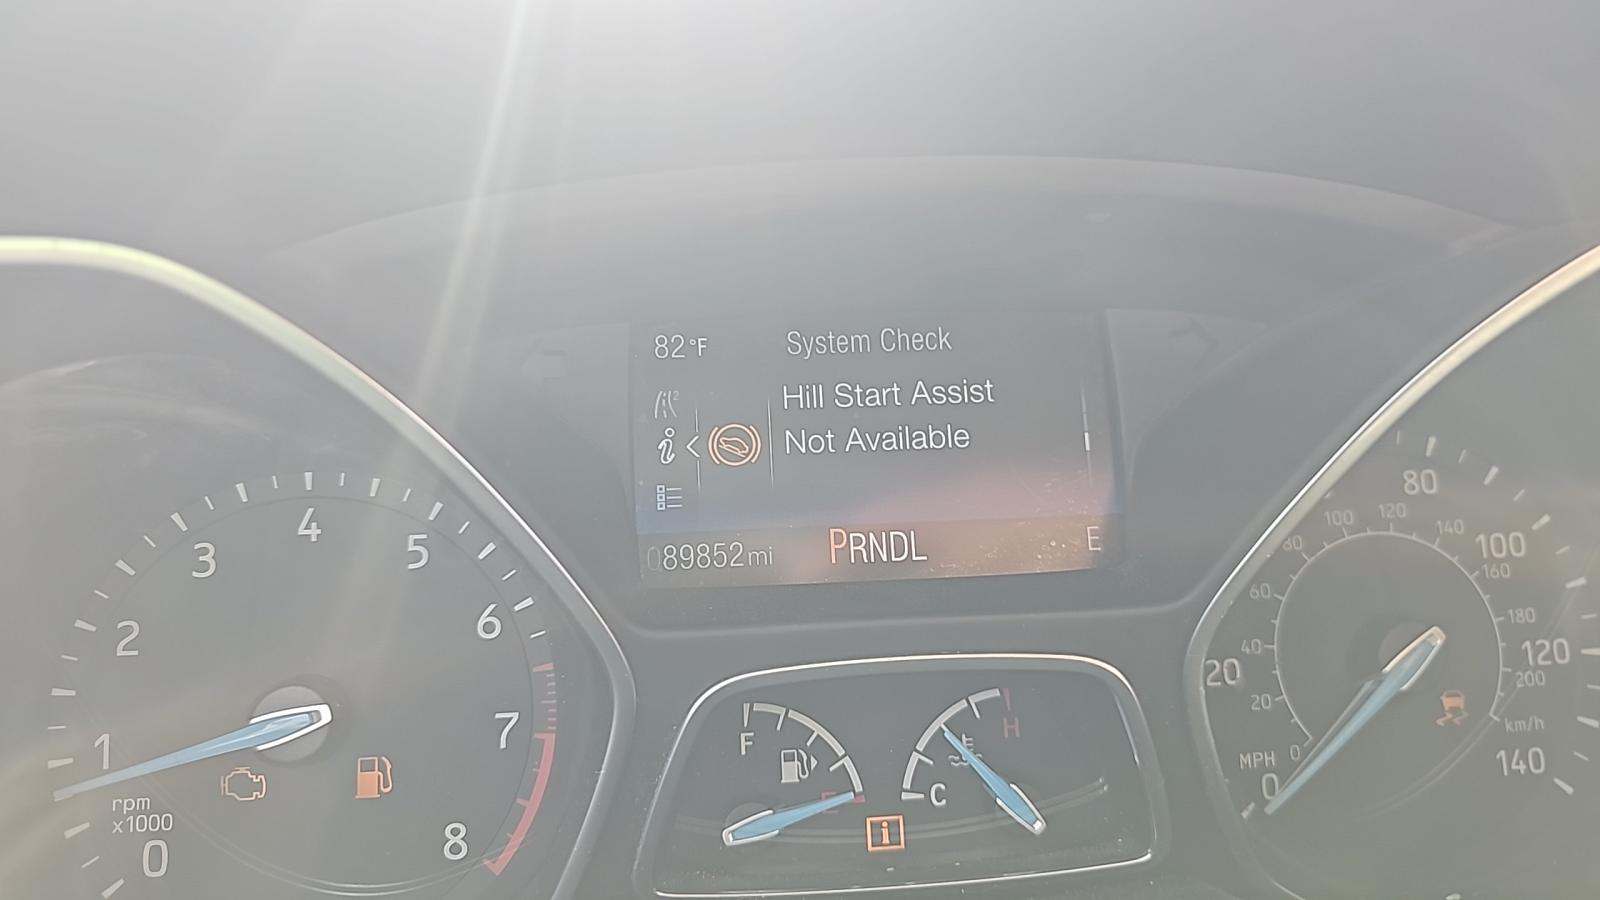 82°F System Check
Hill Start Assist
Not Available
089852mi PRNDL E
0
1
2
3
4
5
6
7
8
rpm
x1000
F
E
C
H
i
MPH
0
20
80
100
120
140
0
20
40
60
80
100
120
140
160
180
200
km/h